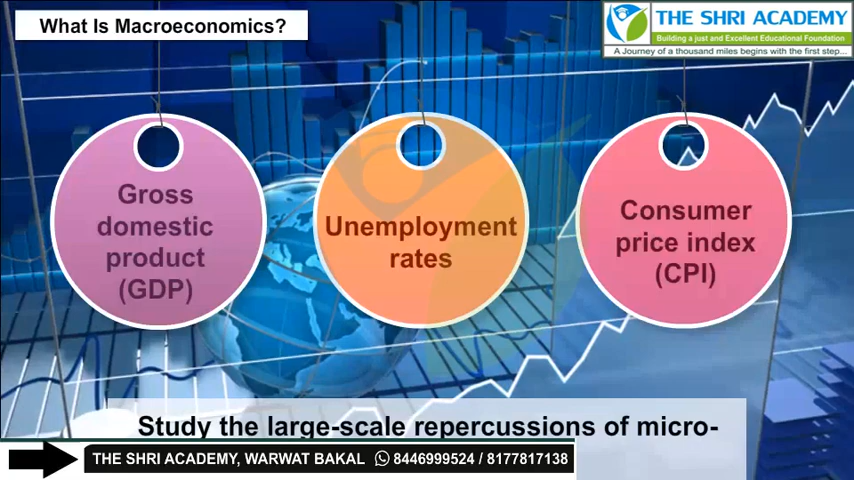 What Is Macroeconomics?
THE SHRI ACADEMY
Building a just and Excellent Educational Foundation
A Journey of a thousand miles begins with the first step...
Gross
domestic
product
(GDP)
Unemployment
rates
Consumer
price index
(CPI)
Study the large-scale repercussions of micro-
THE SHRI ACADEMY, WARWAT BAKAL 8446999524 / 8177817138